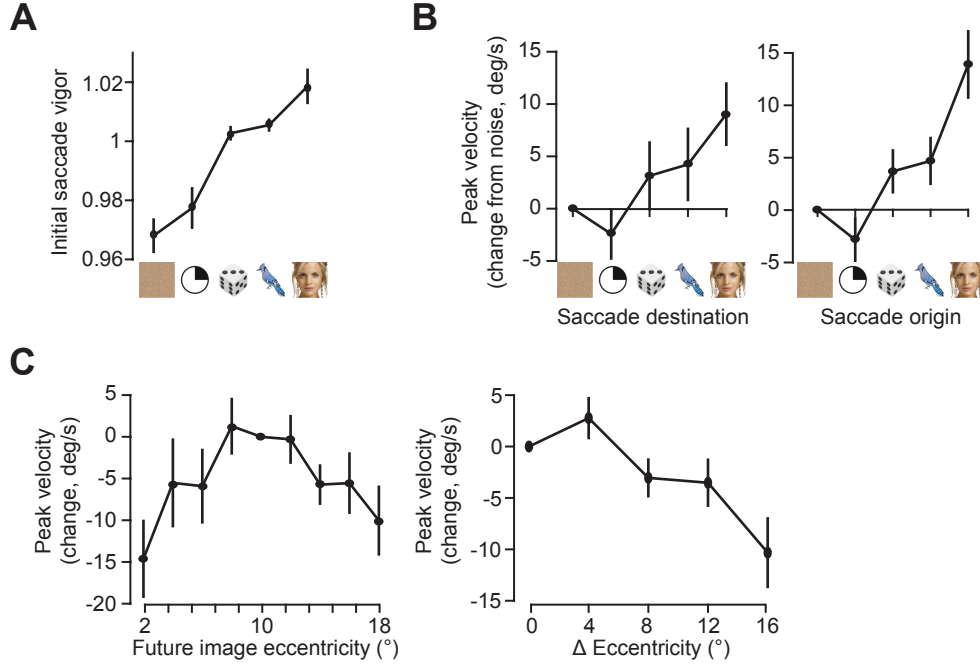 A
Initial saccade vigor
1.02
1
0.98
0.96
B
Peak velocity
(change from noise, deg/s)
15
10
5
0
-5
Saccade destination
15
10
5
0
-5
Saccade origin
C
Peak velocity
(change, deg/s)
5
0
-5
-10
-15
-20
2
10
18
Future image eccentricity (°)
Peak velocity
(change, deg/s)
5
0
-5
-10
-15
0
4
8
12
16
Δ Eccentricity (°)